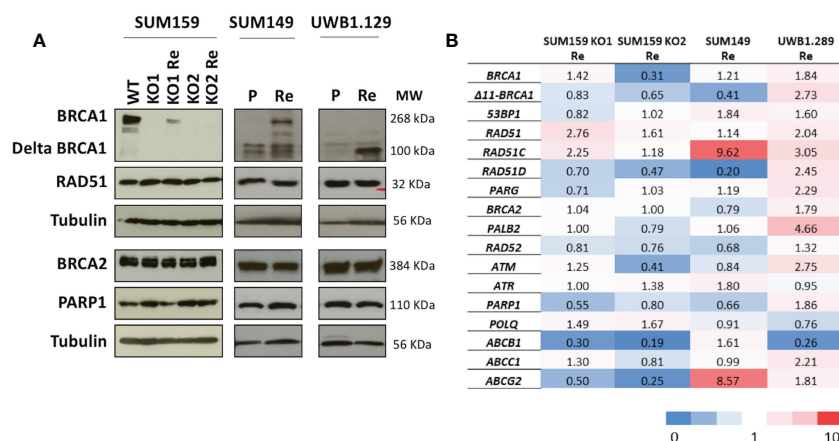 A
SUM159 SUM149 UWB1.129
WT KO1 KO1 Re KO2 KO2 Re P Re P Re MW
BRCA1 268 kDa
Delta BRCA1 100 kDa
RAD51 32 KDa
Tubulin 56 KDa
BRCA2 384 KDa
PARP1 110 KDa
Tubulin 56 KDa
B
SUM159 KO1 Re SUM159 KO2 Re SUM149 Re UWB1.289 Re
BRCA1 1.42 0.31 1.21 1.84
Δ11-BRCA1 0.83 0.65 0.41 2.73
53BP1 0.82 1.02 1.84 1.60
RAD51 2.76 1.61 1.14 2.04
RAD51C 2.25 1.18 9.62 3.05
RAD51D 0.70 0.47 0.20 2.45
PARG 0.71 1.03 1.19 2.29
BRCA2 1.04 1.00 0.79 1.79
PALB2 1.00 0.79 1.06 4.66
RAD52 0.81 0.76 0.68 1.32
ATM 1.25 0.41 0.84 2.75
ATR 1.00 1.38 1.80 0.95
PARP1 0.55 0.80 0.66 1.86
POLQ 1.49 1.67 0.91 0.76
ABCB1 0.30 0.19 1.61 0.26
ABCC1 1.30 0.81 0.99 2.21
ABCG2 0.50 0.25 8.57 1.81
0 1 10